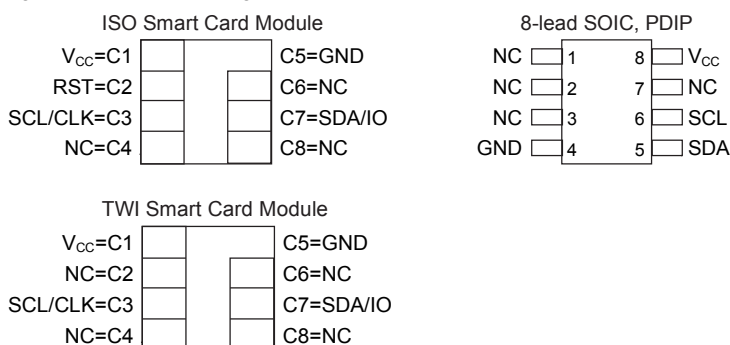 ISO Smart Card Module
V_CC=C1
C5=GND
RST=C2
C6=NC
SCL/CLK=C3
C7=SDA/IO
NC=C4
C8=NC
8-lead SOIC, PDIP
NC 1 8 V_CC
NC 2 7 NC
NC 3 6 SCL
GND 4 5 SDA
TWI Smart Card Module
V_CC=C1
C5=GND
NC=C2
C6=NC
SCL/CLK=C3
C7=SDA/IO
NC=C4
C8=NC